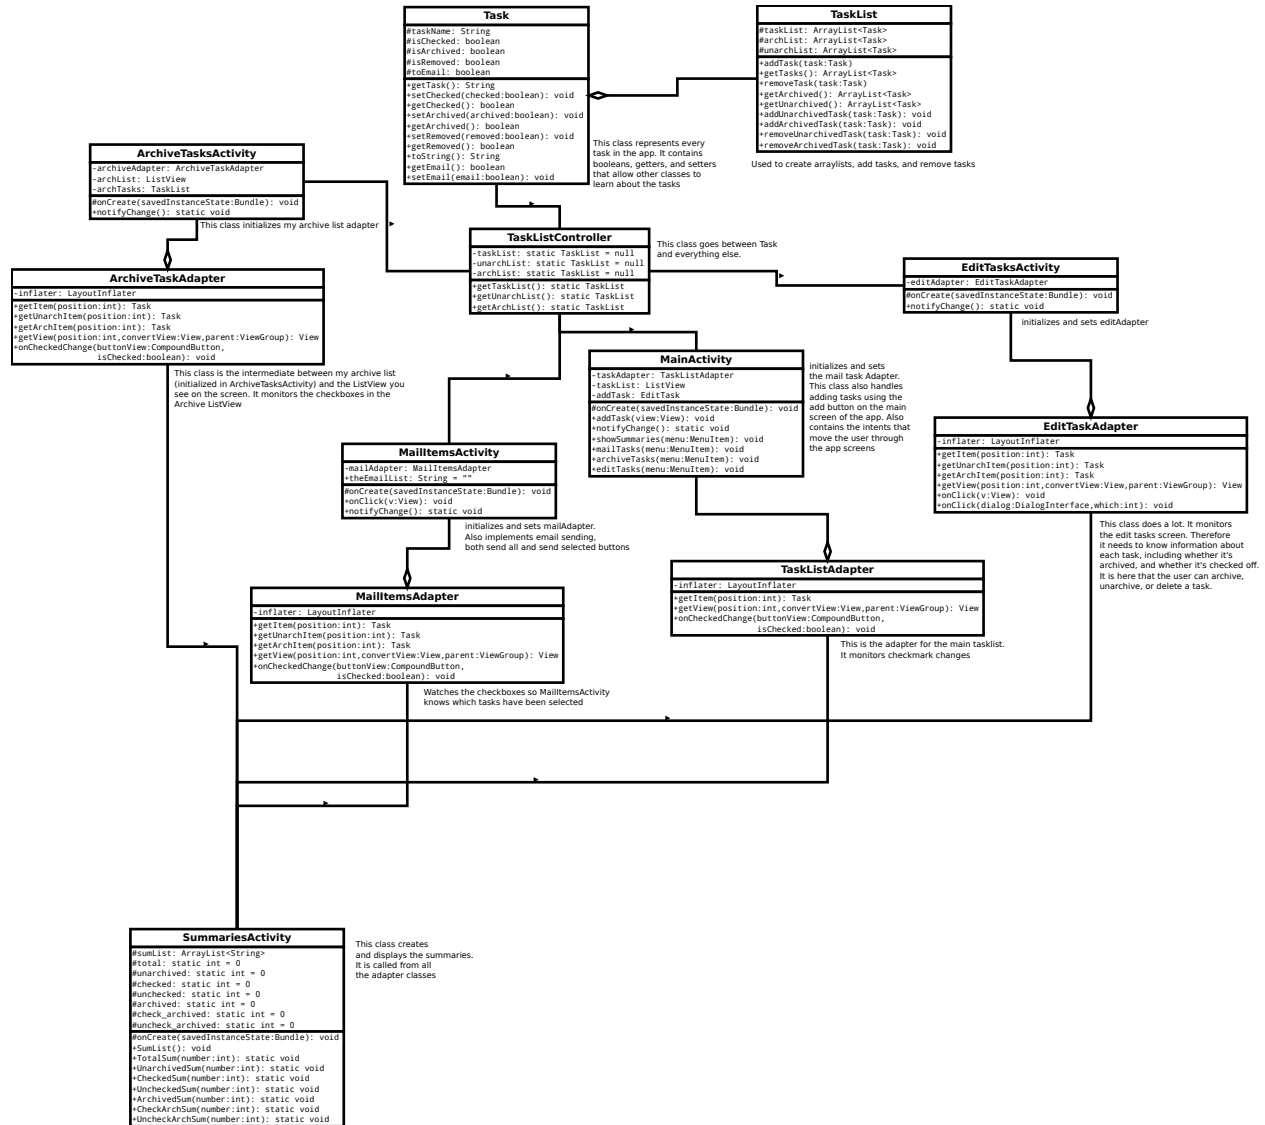 Task
#taskName: String
#isChecked: boolean
#isArchived: boolean
#isRemoved: boolean
#toEmail: boolean
+getTask(): String
+setChecked(checked:boolean): void
+getChecked(): boolean
+setArchived(archived:boolean): void
+getArchived(): boolean
+setRemoved(removed:boolean): void
+getRemoved(): boolean
+toString(): String
+getEmail(): boolean
+setEmail(email:boolean): void
This class represents every
task in the app. It contains
booleans, getters, and setters
that allow other classes to
learn about the tasks
TaskList
#taskList: ArrayList<Task>
#archList: ArrayList<Task>
#unarchList: ArrayList<Task>
+addTask(task:Task)
+getTasks(): ArrayList<Task>
+removeTask(task:Task)
+getArchived(): ArrayList<Task>
+getUnarchived(): ArrayList<Task>
+addUnarchivedTask(task:Task): void
+addArchivedTask(task:Task): void
+removeUnarchivedTask(task:Task): void
+removeArchivedTask(task:Task): void
Used to create arraylists, add tasks, and remove tasks
ArchiveTasksActivity
-archiveAdapter: ArchiveTaskAdapter
-archList: ListView
-archTasks: TaskList
#onCreate(savedInstanceState:Bundle): void
+notifyChange(): static void
This class initializes my archive list adapter
TaskListController
-taskList: static TaskList = null
-unarchList: static TaskList = null
-archList: static TaskList = null
+getTaskList(): static TaskList
+getUnarchList(): static TaskList
+getArchList(): static TaskList
This class goes between Task
and everything else.
EditTasksActivity
-editAdapter: EditTaskAdapter
#onCreate(savedInstanceState:Bundle): void
+notifyChange(): static void
initializes and sets editAdapter
ArchiveTaskAdapter
-inflater: LayoutInflater
+getItem(position:int): Task
+getUnarchItem(position:int): Task
+getArchItem(position:int): Task
+getView(position:int,convertView:View,parent:ViewGroup): View
+onCheckedChange(buttonView:CompoundButton,
isChecked:boolean): void
This class is the intermediate between my archive list
(initialized in ArchiveTasksActivity) and the ListView you
see on the screen. It monitors the checkboxes in the
Archive ListView
MainActivity
-taskAdapter: TaskListAdapter
-taskList: ListView
-addTask: EditTask
#onCreate(savedInstanceState:Bundle): void
+addTask(view:View): void
+notifyChange(): static void
+showSummaries(menu:MenuItem): void
+mailTasks(menu:MenuItem): void
+archiveTasks(menu:MenuItem): void
+editTasks(menu:MenuItem): void
initializes and sets
the mail task Adapter.
This class also handles
adding tasks using the
add button on the main
screen of the app. Also
contains the intents that
move the user through
the app screens
EditTaskAdapter
-inflater: LayoutInflater
+getItem(position:int): Task
+getUnarchItem(position:int): Task
+getArchItem(position:int): Task
+getView(position:int,convertView:View,parent:ViewGroup): View
+onClick(v:View): void
+onClick(dialog:DialogInterface,which:int): void
This class does a lot. It monitors
the edit tasks screen. Therefore
it needs to know information about
each task, including whether it's
archived, and whether it's checked off.
It is here that the user can archive,
unarchive, or delete a task.
MailItemsActivity
-mailAdapter: MailItemsAdapter
+theEmailList: String = ""
#onCreate(savedInstanceState:Bundle): void
+onClick(v:View): void
+notifyChange(): static void
initializes and sets mailAdapter.
Also implements email sending,
both send all and send selected buttons
TaskListAdapter
-inflater: LayoutInflater
+getItem(position:int): Task
+getView(position:int,convertView:View,parent:ViewGroup): View
+onCheckedChange(buttonView:CompoundButton,
isChecked:boolean): void
This is the adapter for the main tasklist.
It monitors checkmark changes
MailItemsAdapter
-inflater: LayoutInflater
+getItem(position:int): Task
+getUnarchItem(position:int): Task
+getArchItem(position:int): Task
+getView(position:int,convertView:View,parent:ViewGroup): View
+onCheckedChange(buttonView:CompoundButton,
isChecked:boolean): void
Watches the checkboxes so MailItemsActivity
knows which tasks have been selected
SummariesActivity
#sumList: ArrayList<String>
#total: static int = 0
#unarchived: static int = 0
#checked: static int = 0
#unchecked: static int = 0
#archived: static int = 0
#check_archived: static int = 0
#uncheck_archived: static int = 0
#onCreate(savedInstanceState:Bundle): void
+SumList(): void
+TotalSum(number:int): static void
+UnarchivedSum(number:int): static void
+CheckedSum(number:int): static void
+UncheckedSum(number:int): static void
+ArchivedSum(number:int): static void
+CheckArchSum(number:int): static void
+UncheckArchSum(number:int): static void
This class creates
and displays the summaries.
It is called from all
the adapter classes